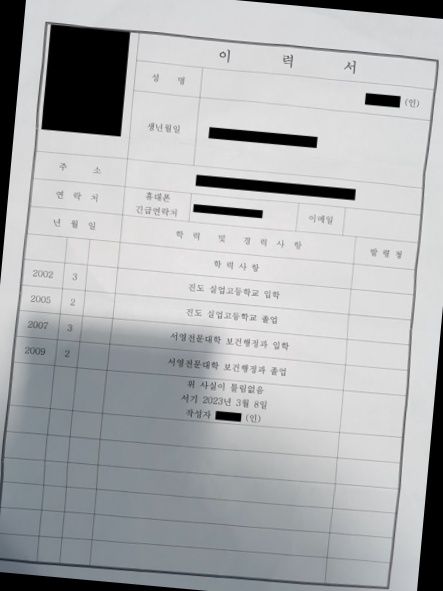 이 력 서
성 명
(인)
생년월일
주 소
연 락 처 휴대폰 긴급연락처 이메일
년 월 일 학 력 및 경 력 사 항 발 령 청
학 력 사 항
2002 3 진도 실업고등학교 입학
2005 2 진도 실업고등학교 졸업
2007 3 서영전문대학 보건행정과 입학
2009 2 서영전문대학 보건행정과 졸업
위 사실이 틀림없음
서기 2023년 3월 8일
작성자 (인)